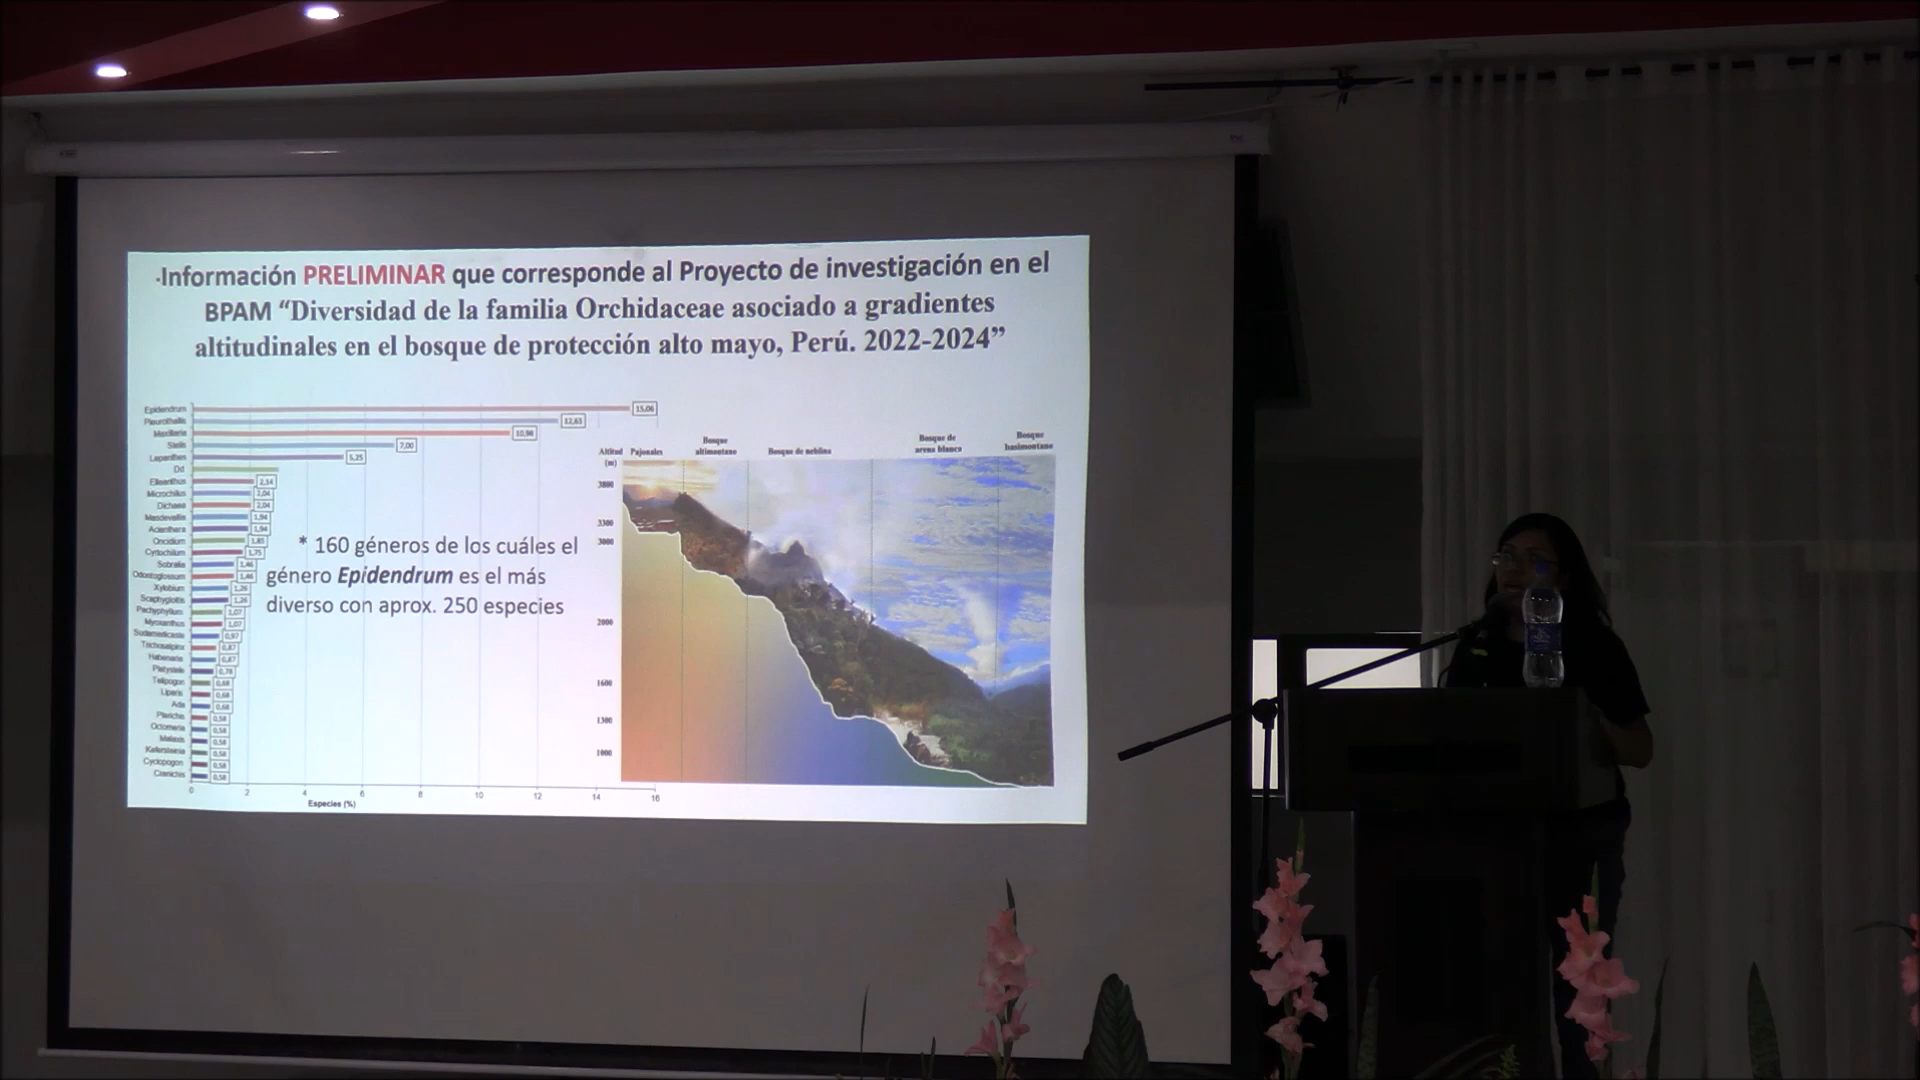 ·Información PRELIMINAR que corresponde al Proyecto de investigación en el
BPAM “Diversidad de la familia Orchidaceae asociado a gradientes
altitudinales en el bosque de protección alto mayo, Perú. 2022-2024”
Epidendrum 15,06
Pleurothallis 12,63
Maxillaria 10,98
Stelis 7,00
Lepanthes 5,25
Dd
Elleanthus 2,14
Microchilus 2,04
Dichaea 2,04
Masdevallia 1,94
Acianthera 1,94
Oncidium 1,85
Cyrtochilum 1,75
Sobralia 1,46
Odontoglossum 1,46
Xylobium 1,26
Scaphyglottis 1,26
Pachyphyllum 1,07
Myoxanthus 1,07
Sudamerlycaste 0,97
Trichosalpinx 0,87
Habenaria 0,87
Platystele 0,78
Telipogon 0,68
Liparis 0,68
Ada 0,68
Pterichis 0,58
Octomeria 0,58
Malaxis 0,58
Kefersteinia 0,58
Cyclopogon 0,58
Cranichis 0,58
0 2 4 6 8 10 12 14 16
Especies (%)
* 160 géneros de los cuáles el
género Epidendrum es el más
diverso con aprox. 250 especies
Altitud
(m)
Pajonales
Bosque
altimontano
Bosque de neblina
Bosque de
arena blanca
Bosque
basimontano
3800
3300
3000
2000
1600
1300
1000